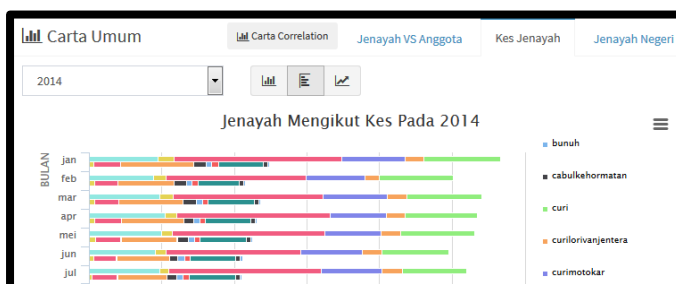 Carta Umum
Carta Correlation
Jenayah VS Anggota
Kes Jenayah
Jenayah Negeri
2014
Jenayah Mengikut Kes Pada 2014
BULAN
jan
feb
mar
apr
mei
jun
jul
bunuh
cabulkehormatan
curi
curilorivanjentera
curimotokar